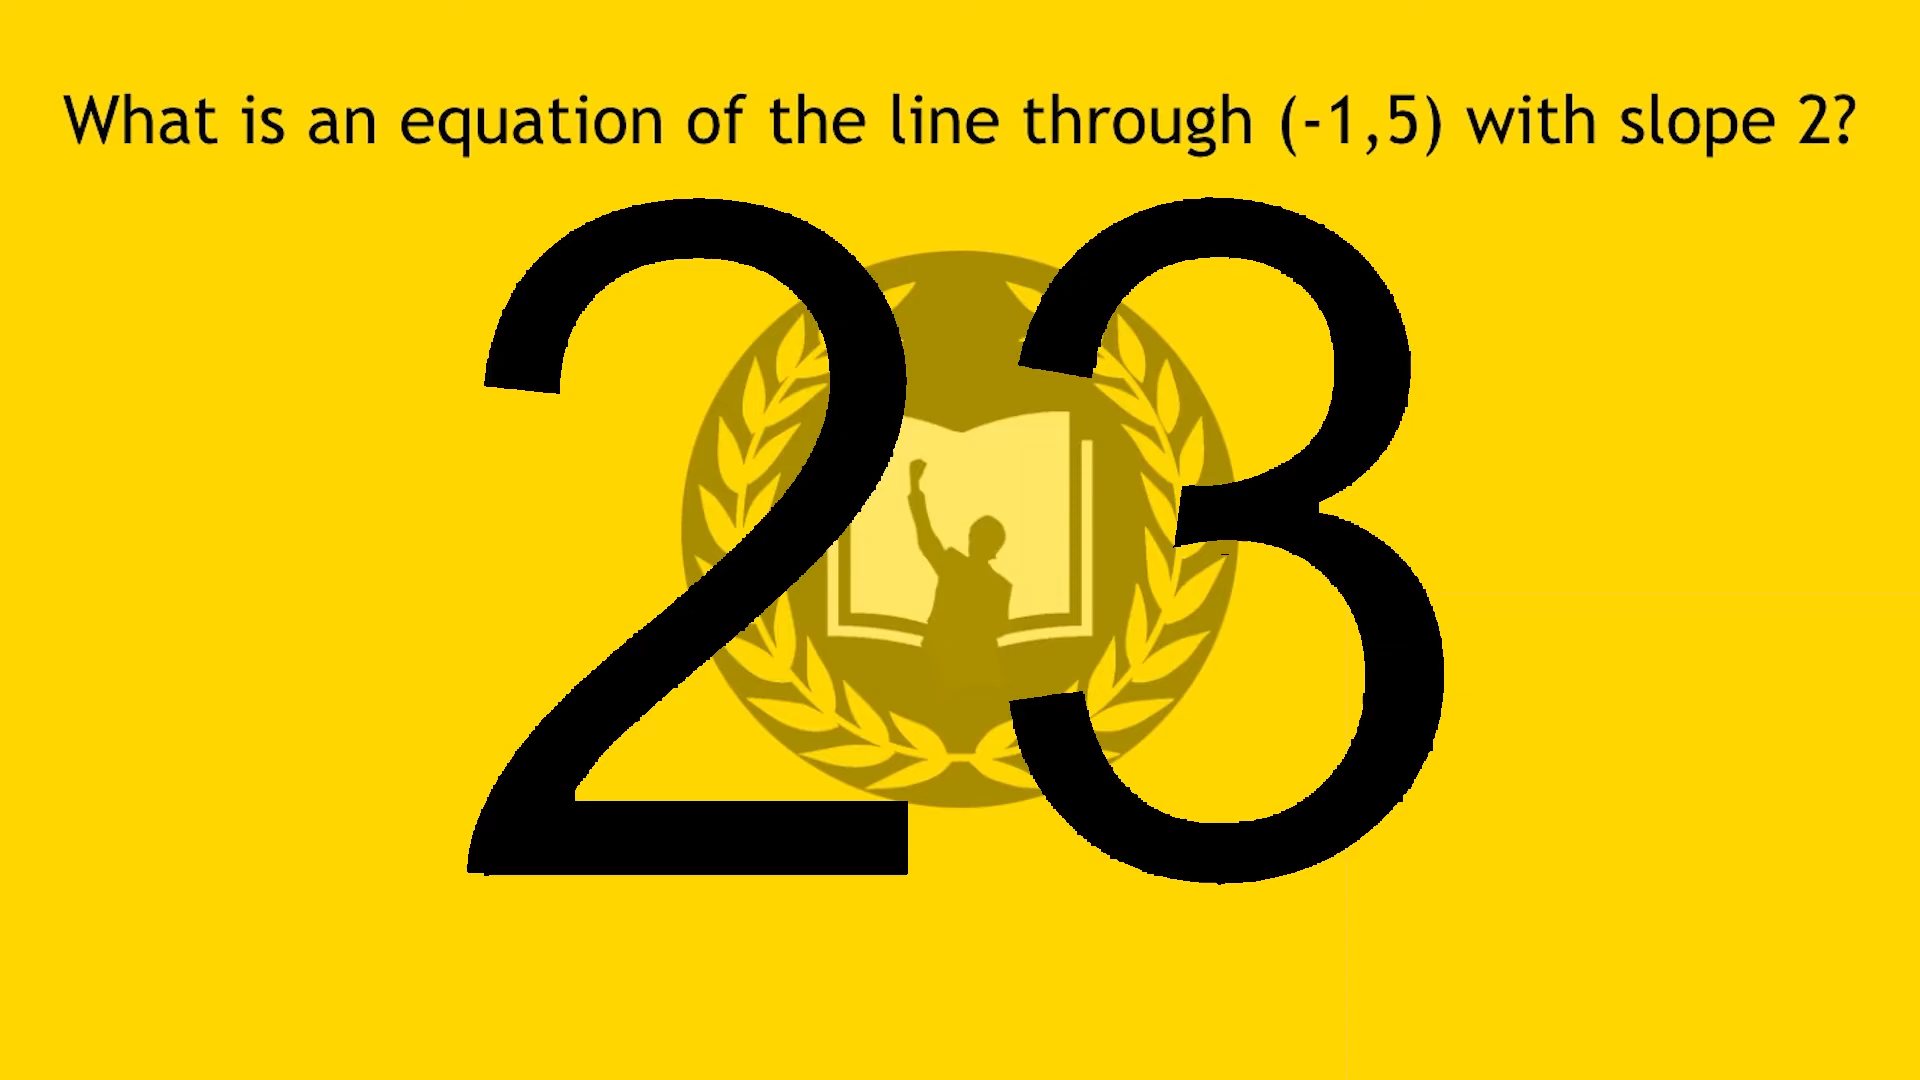 What is an equation of the line through (-1,5) with slope 2?
23